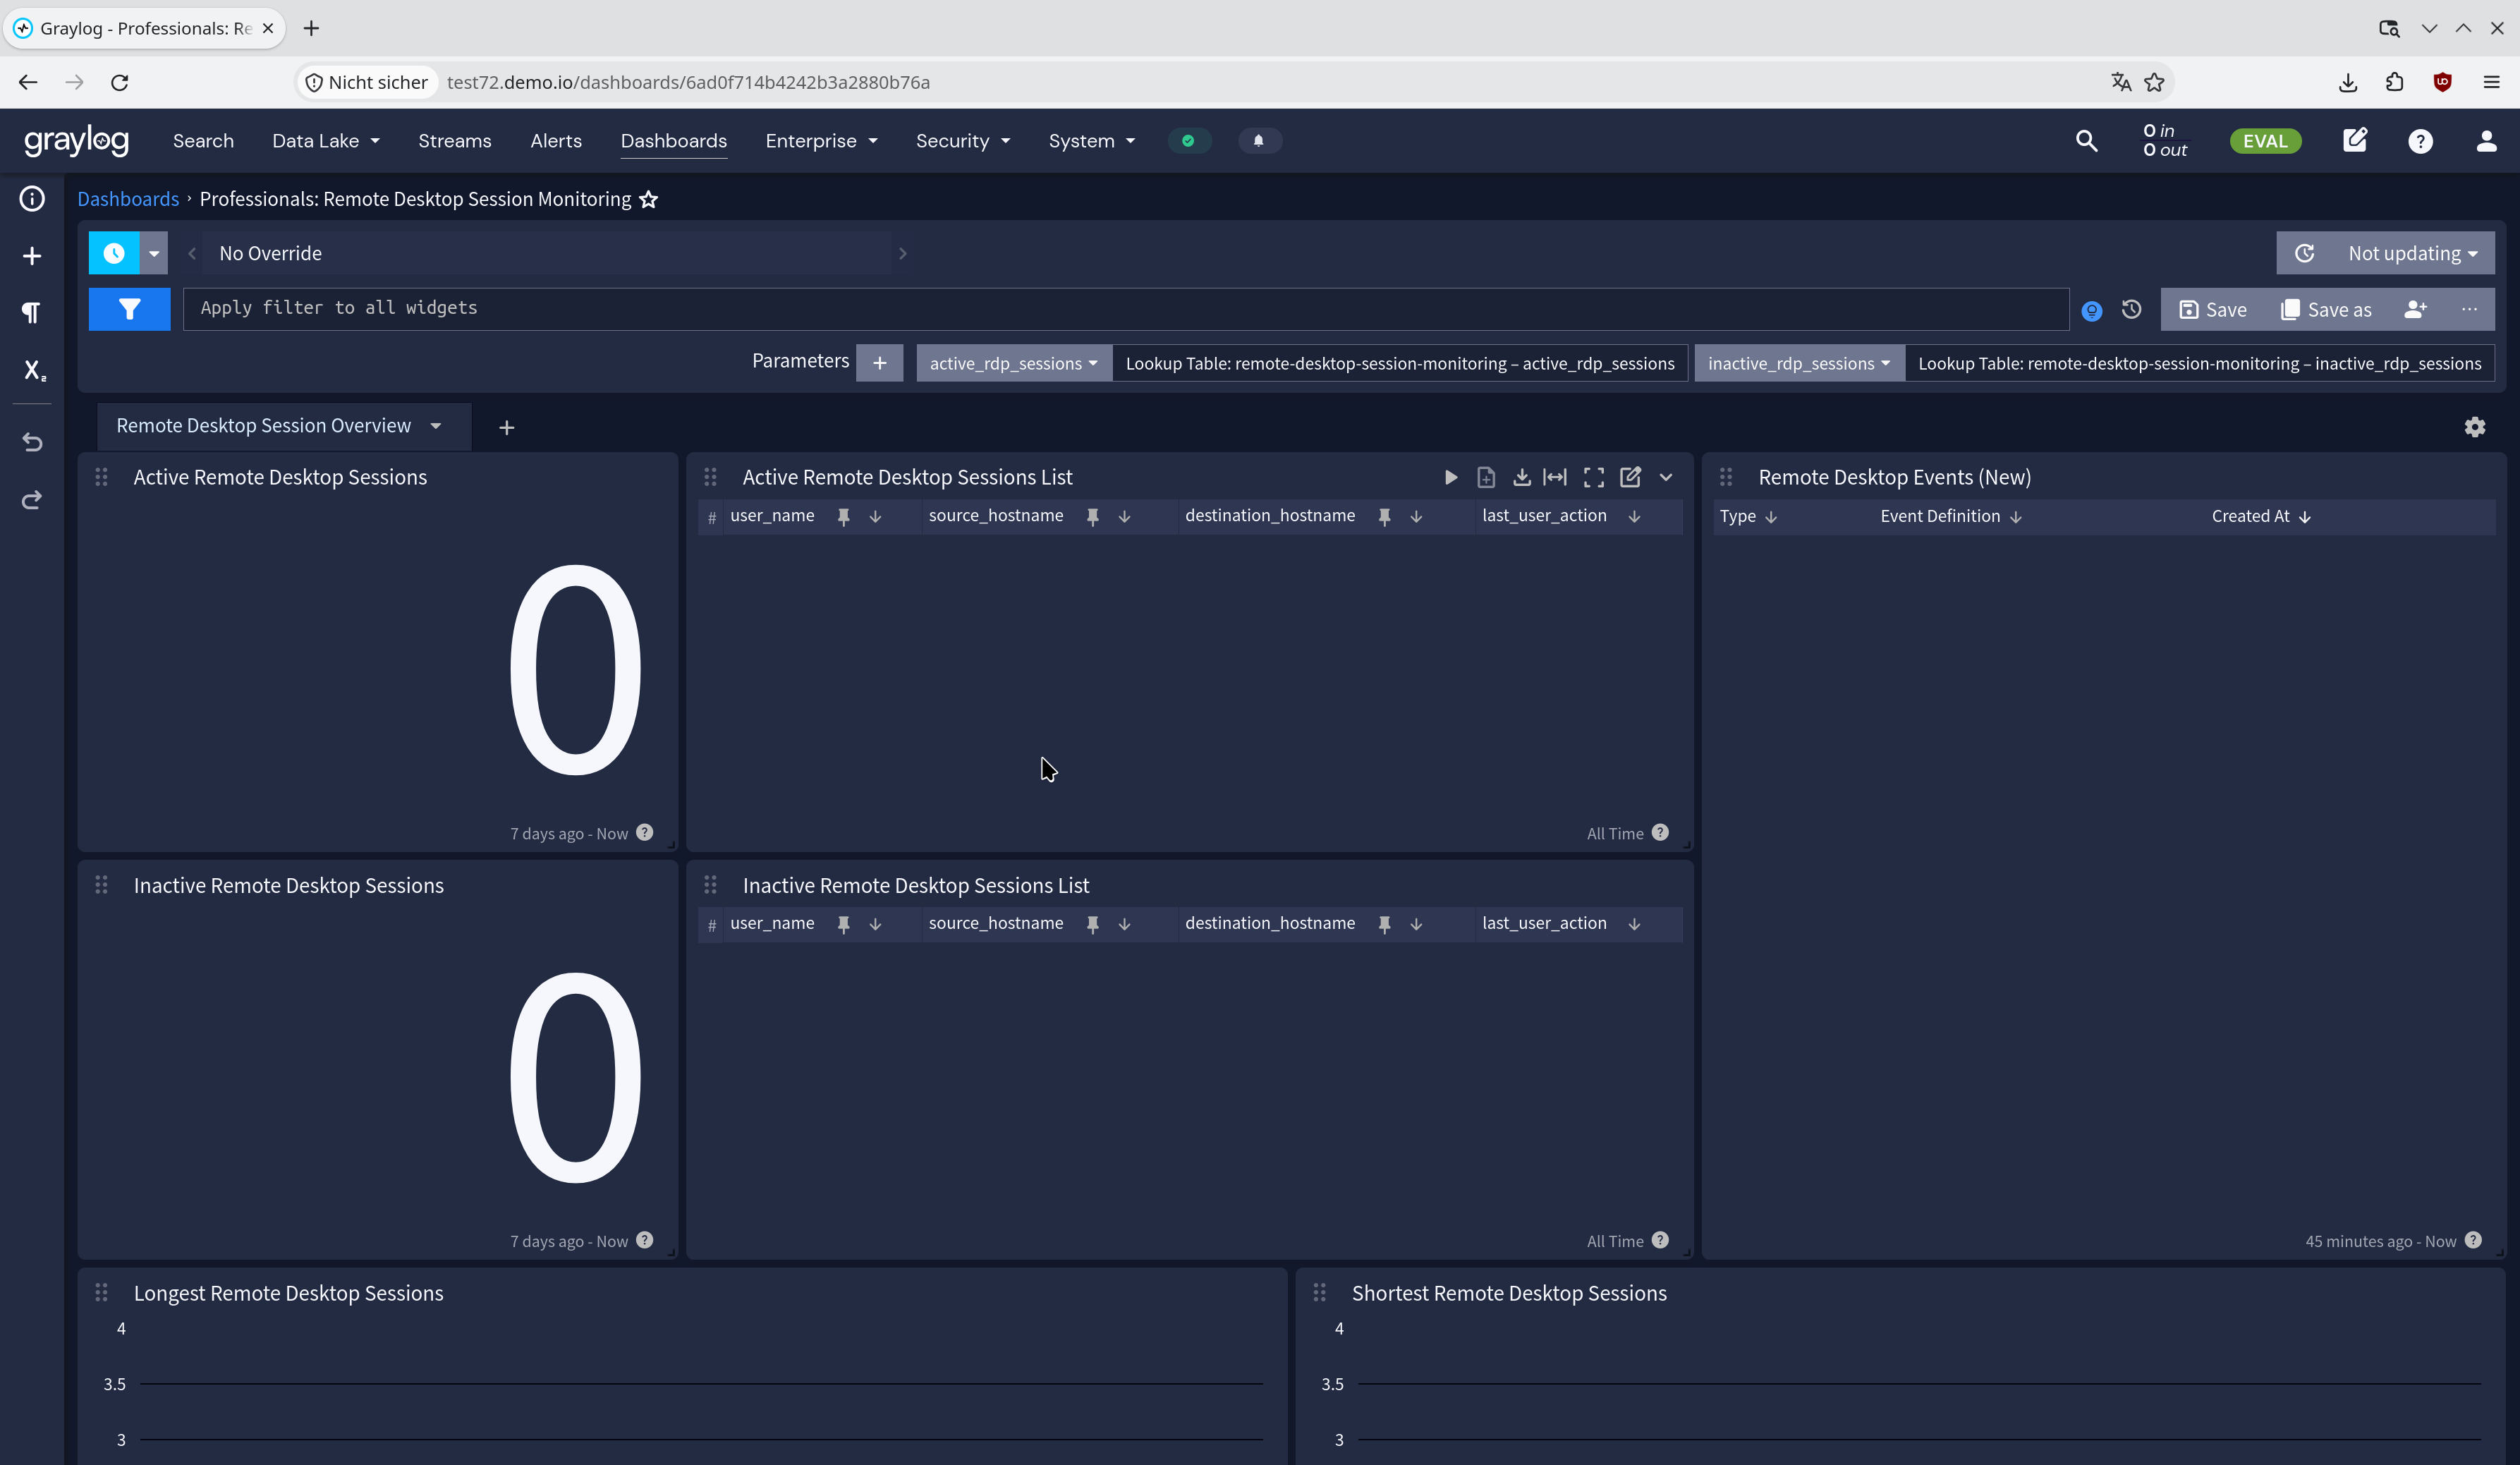 Graylog - Professionals: Re
Nicht sicher test72.demo.io/dashboards/6ad0f714b4242b3a2880b76a
graylog Search Data Lake Streams Alerts Dashboards Enterprise Security System 0 in 0 out EVAL
Dashboards › Professionals: Remote Desktop Session Monitoring
No Override Not updating
Apply filter to all widgets Save Save as
Parameters + active_rdp_sessions Lookup Table: remote-desktop-session-monitoring – active_rdp_sessions inactive_rdp_sessions Lookup Table: remote-desktop-session-monitoring – inactive_rdp_sessions
Remote Desktop Session Overview
Active Remote Desktop Sessions
0
7 days ago - Now
Active Remote Desktop Sessions List
# user_name source_hostname destination_hostname last_user_action
All Time
Remote Desktop Events (New)
Type Event Definition Created At
45 minutes ago - Now
Inactive Remote Desktop Sessions
0
7 days ago - Now
Inactive Remote Desktop Sessions List
# user_name source_hostname destination_hostname last_user_action
All Time
Longest Remote Desktop Sessions
4
3.5
3
Shortest Remote Desktop Sessions
4
3.5
3